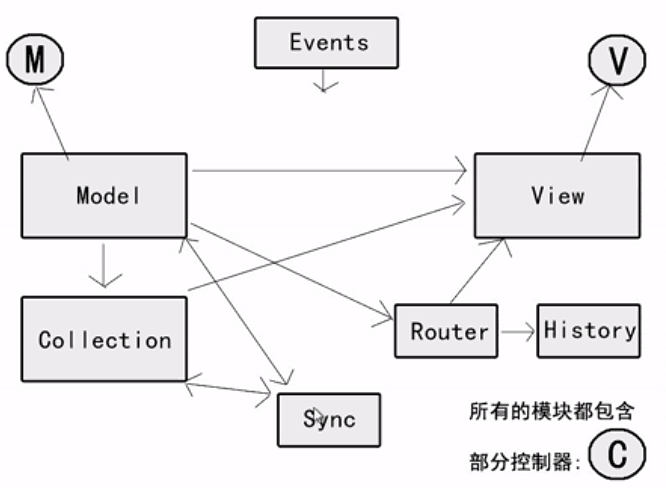 Events
M
V
Model
View
Collection
Router
History
Sync
所有的模块都包含
部分控制器: C